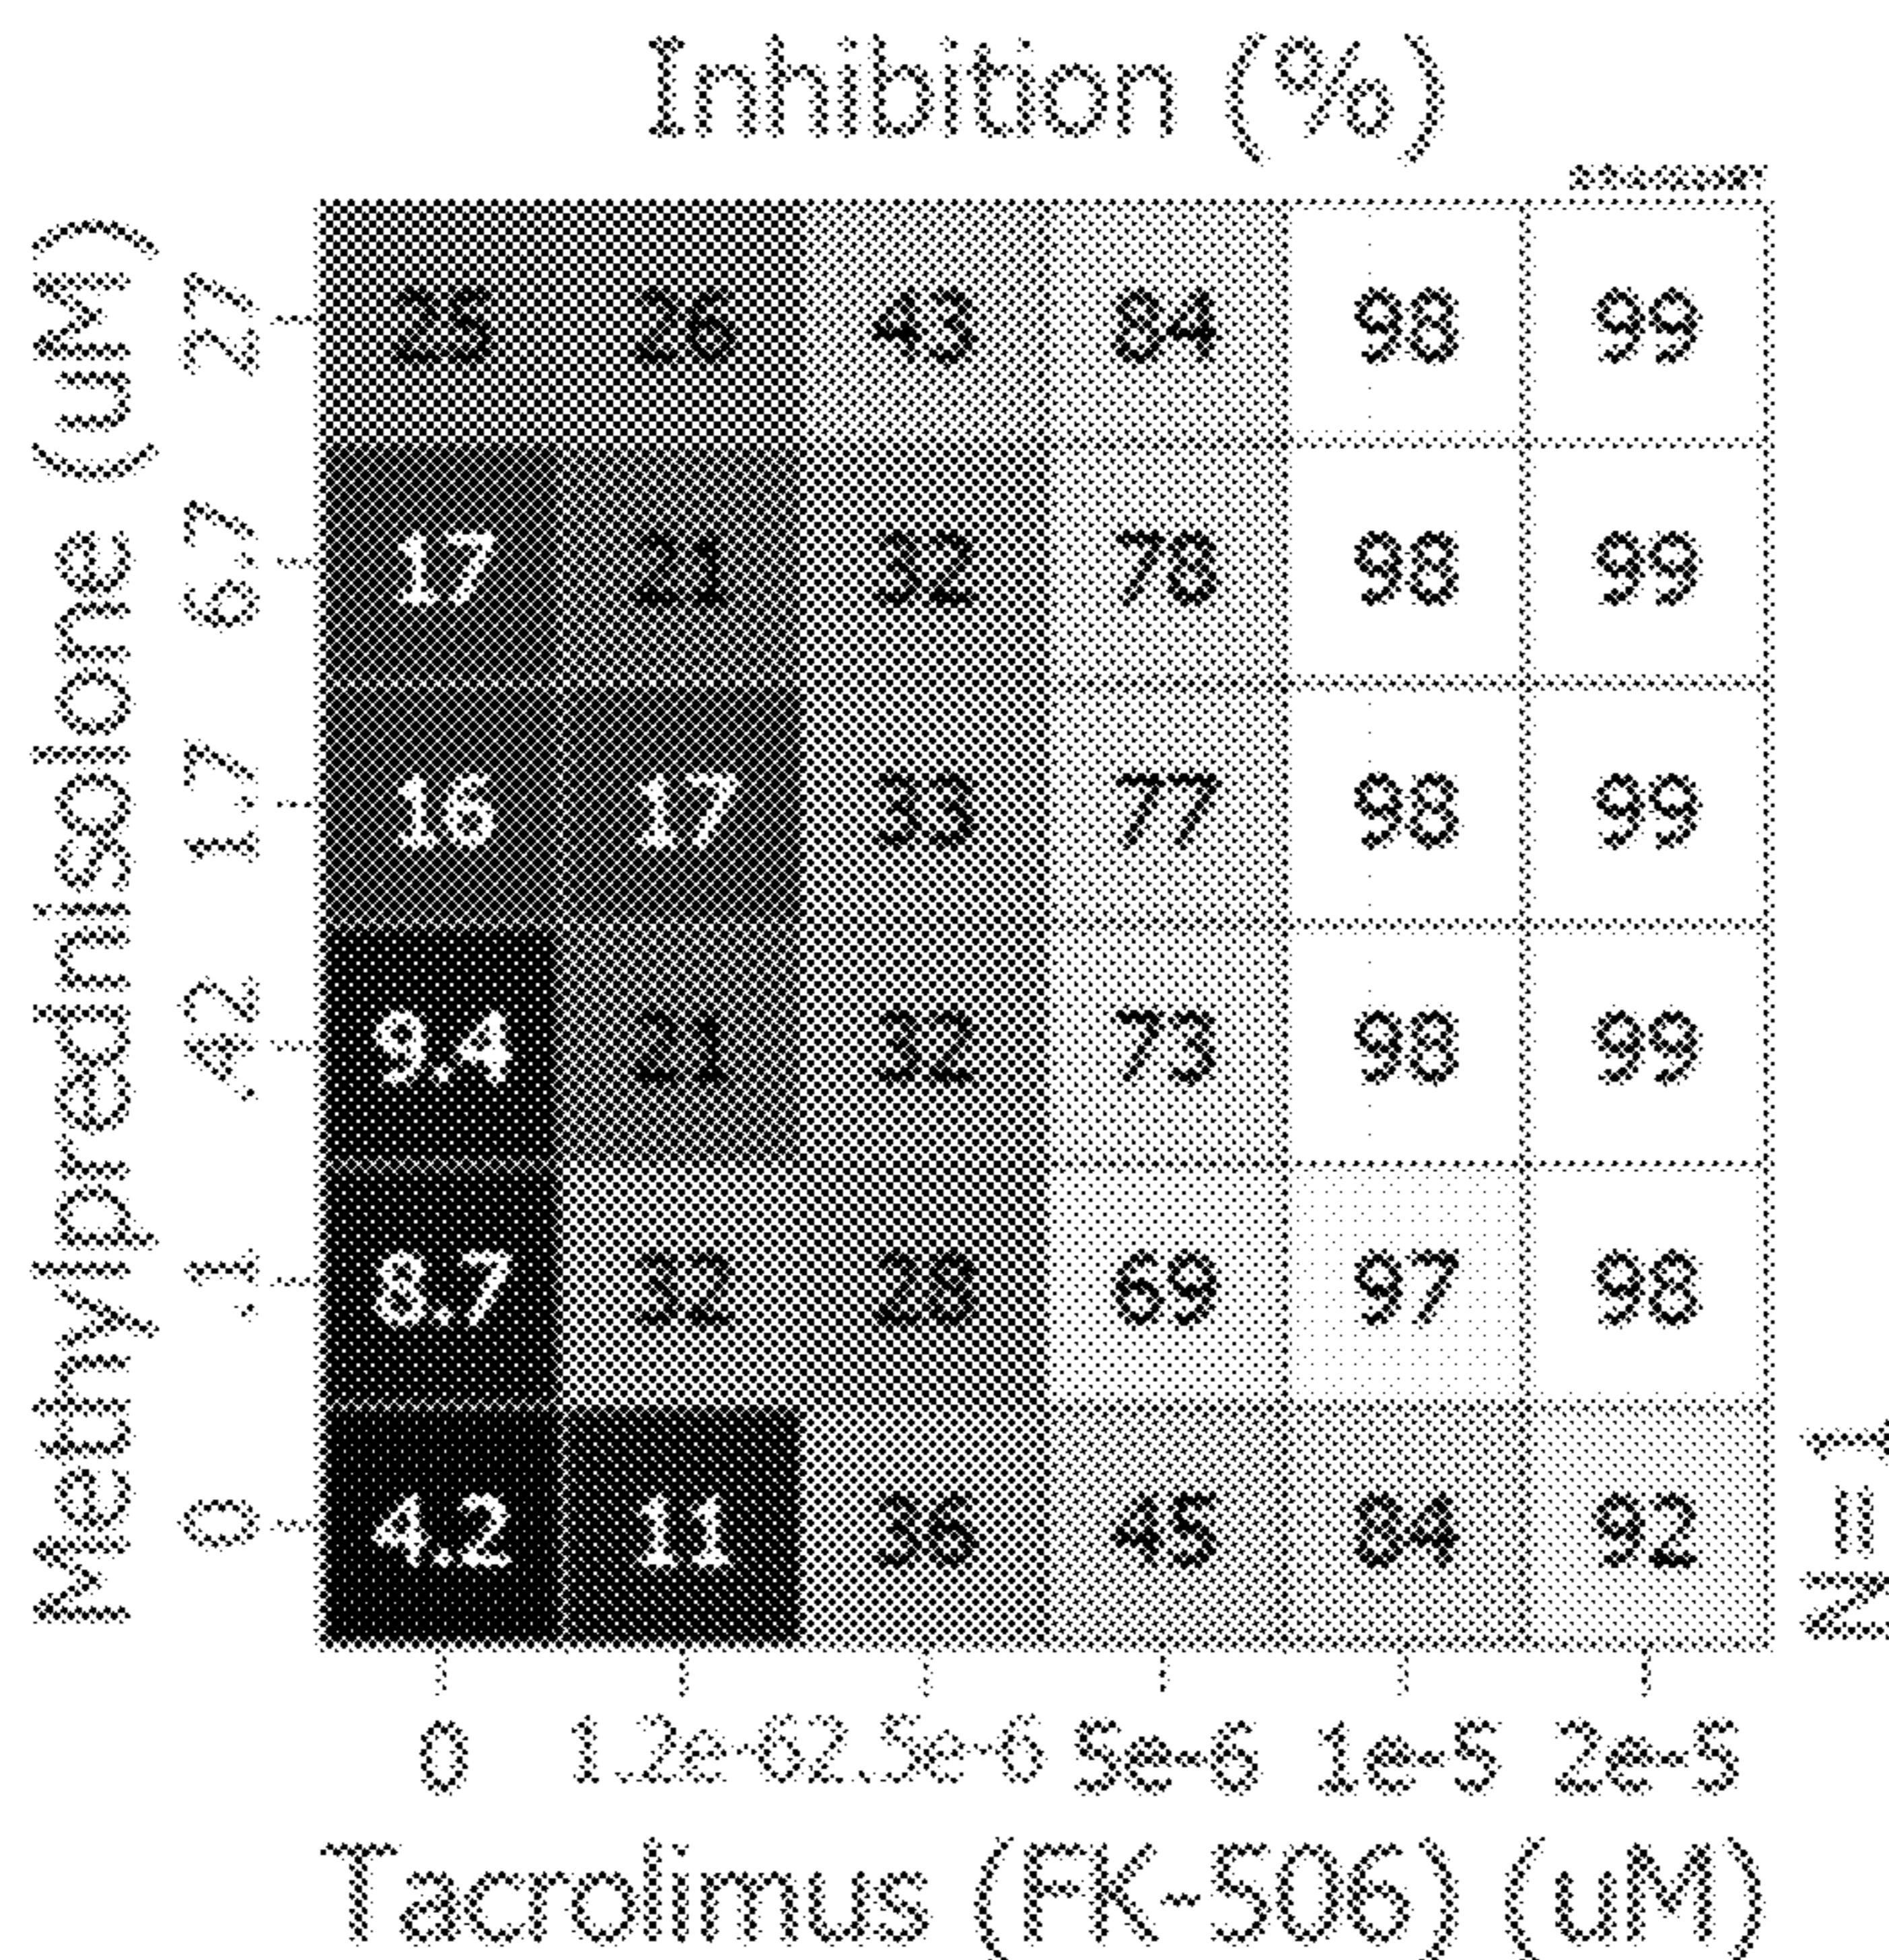 Inhibition (%)
Methylprednisolone (uM)
27 25 26 43 84 98 99
6.7 17 21 32 78 98 99
1.7 16 17 33 77 98 99
.42 9.4 21 32 73 98 99
.1 8.7 32 28 69 97 98
0 4.2 11 36 45 84 92
N=1
0 1.2e-6 2.5e-6 5e-6 1e-5 2e-5
Tacrolimus (FK-506) (uM)